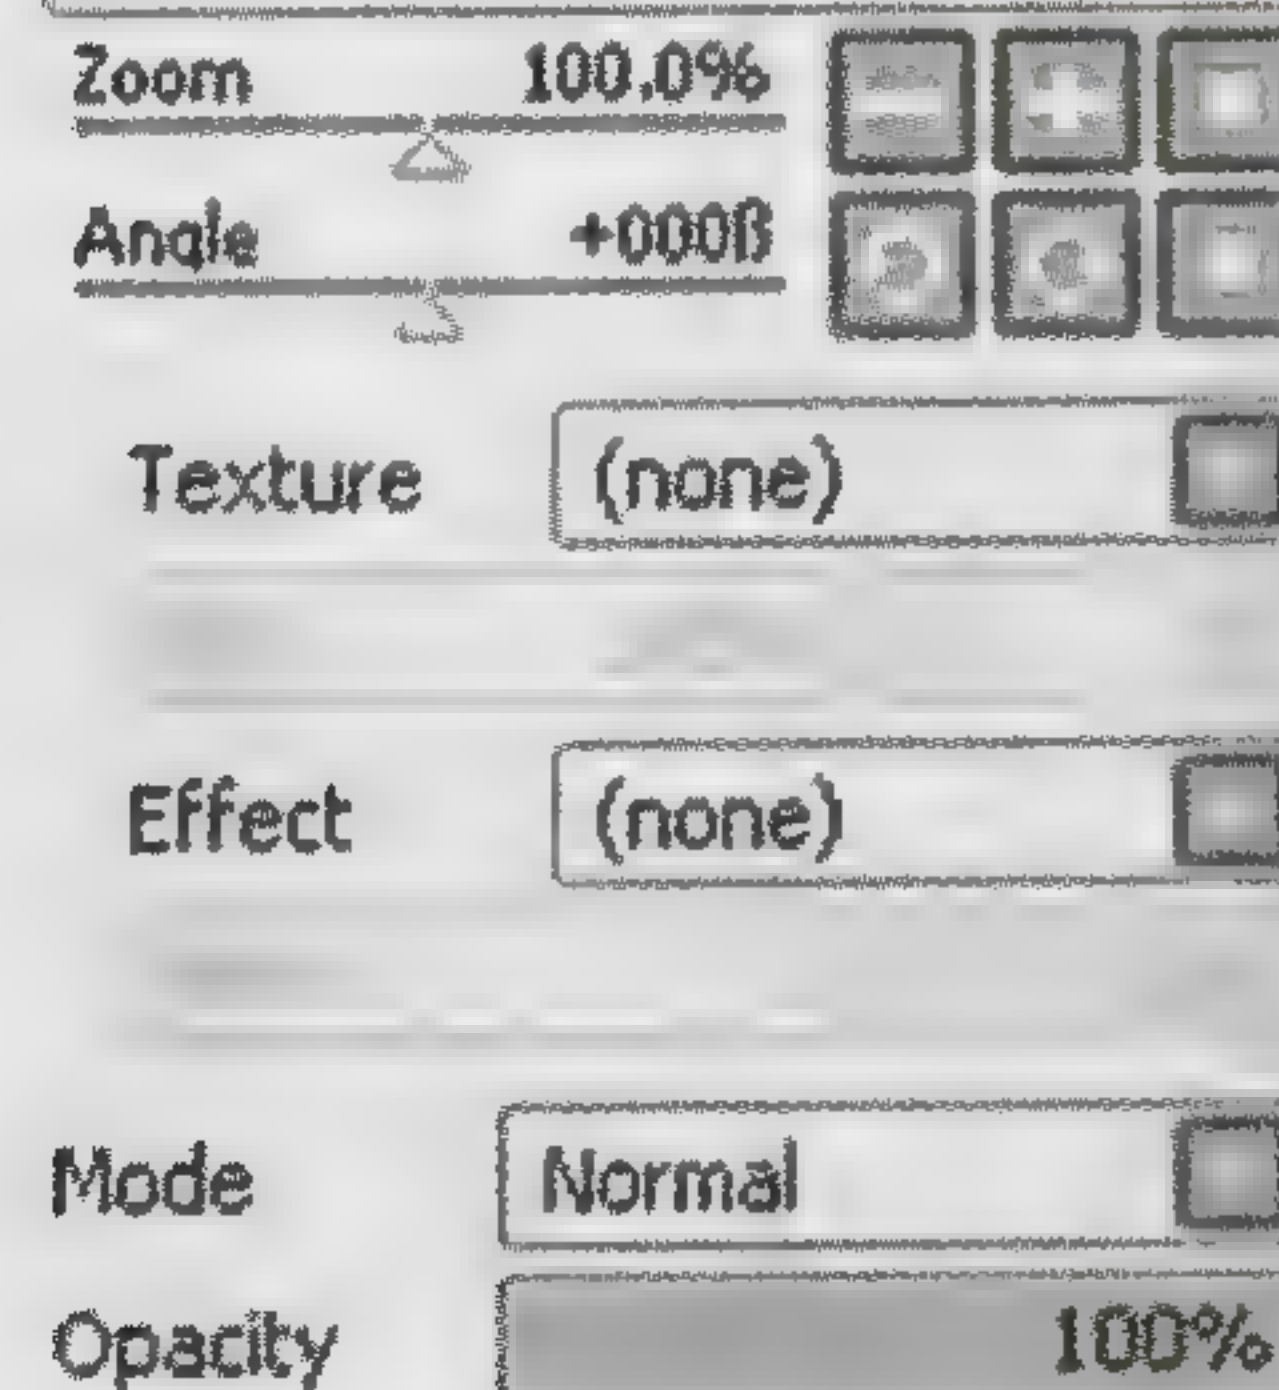 Zoom 100.0%
Angle +000ß
Texture (none)
Effect (none)
Mode Normal
Opacity 100%